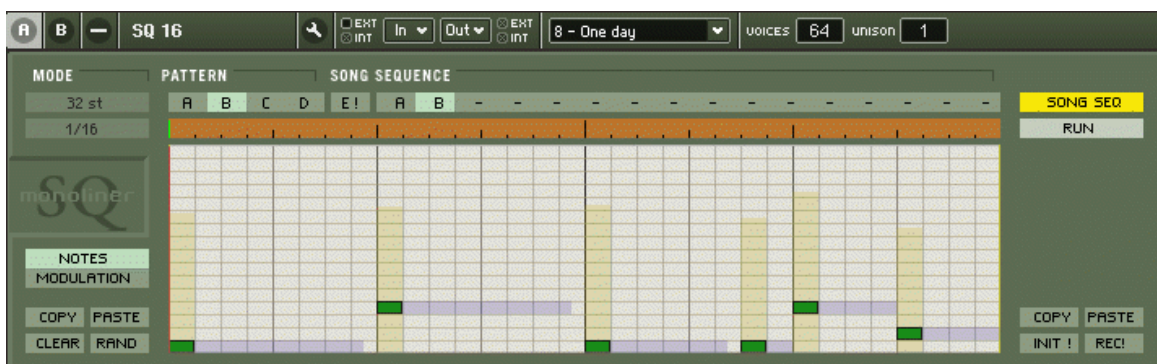 A B – SQ 16 EXT INT In Out EXT INT 8 – One day VOICES 64 UNISON 1
MODE PATTERN SONG SEQUENCE
32 st A B C D E! A B - - - - - - - - - - - - - - SONG SEQ
1/16 RUN
monoliner
SQ
NOTES
MODULATION
COPY PASTE COPY PASTE
CLEAR RAND INIT ! REC!